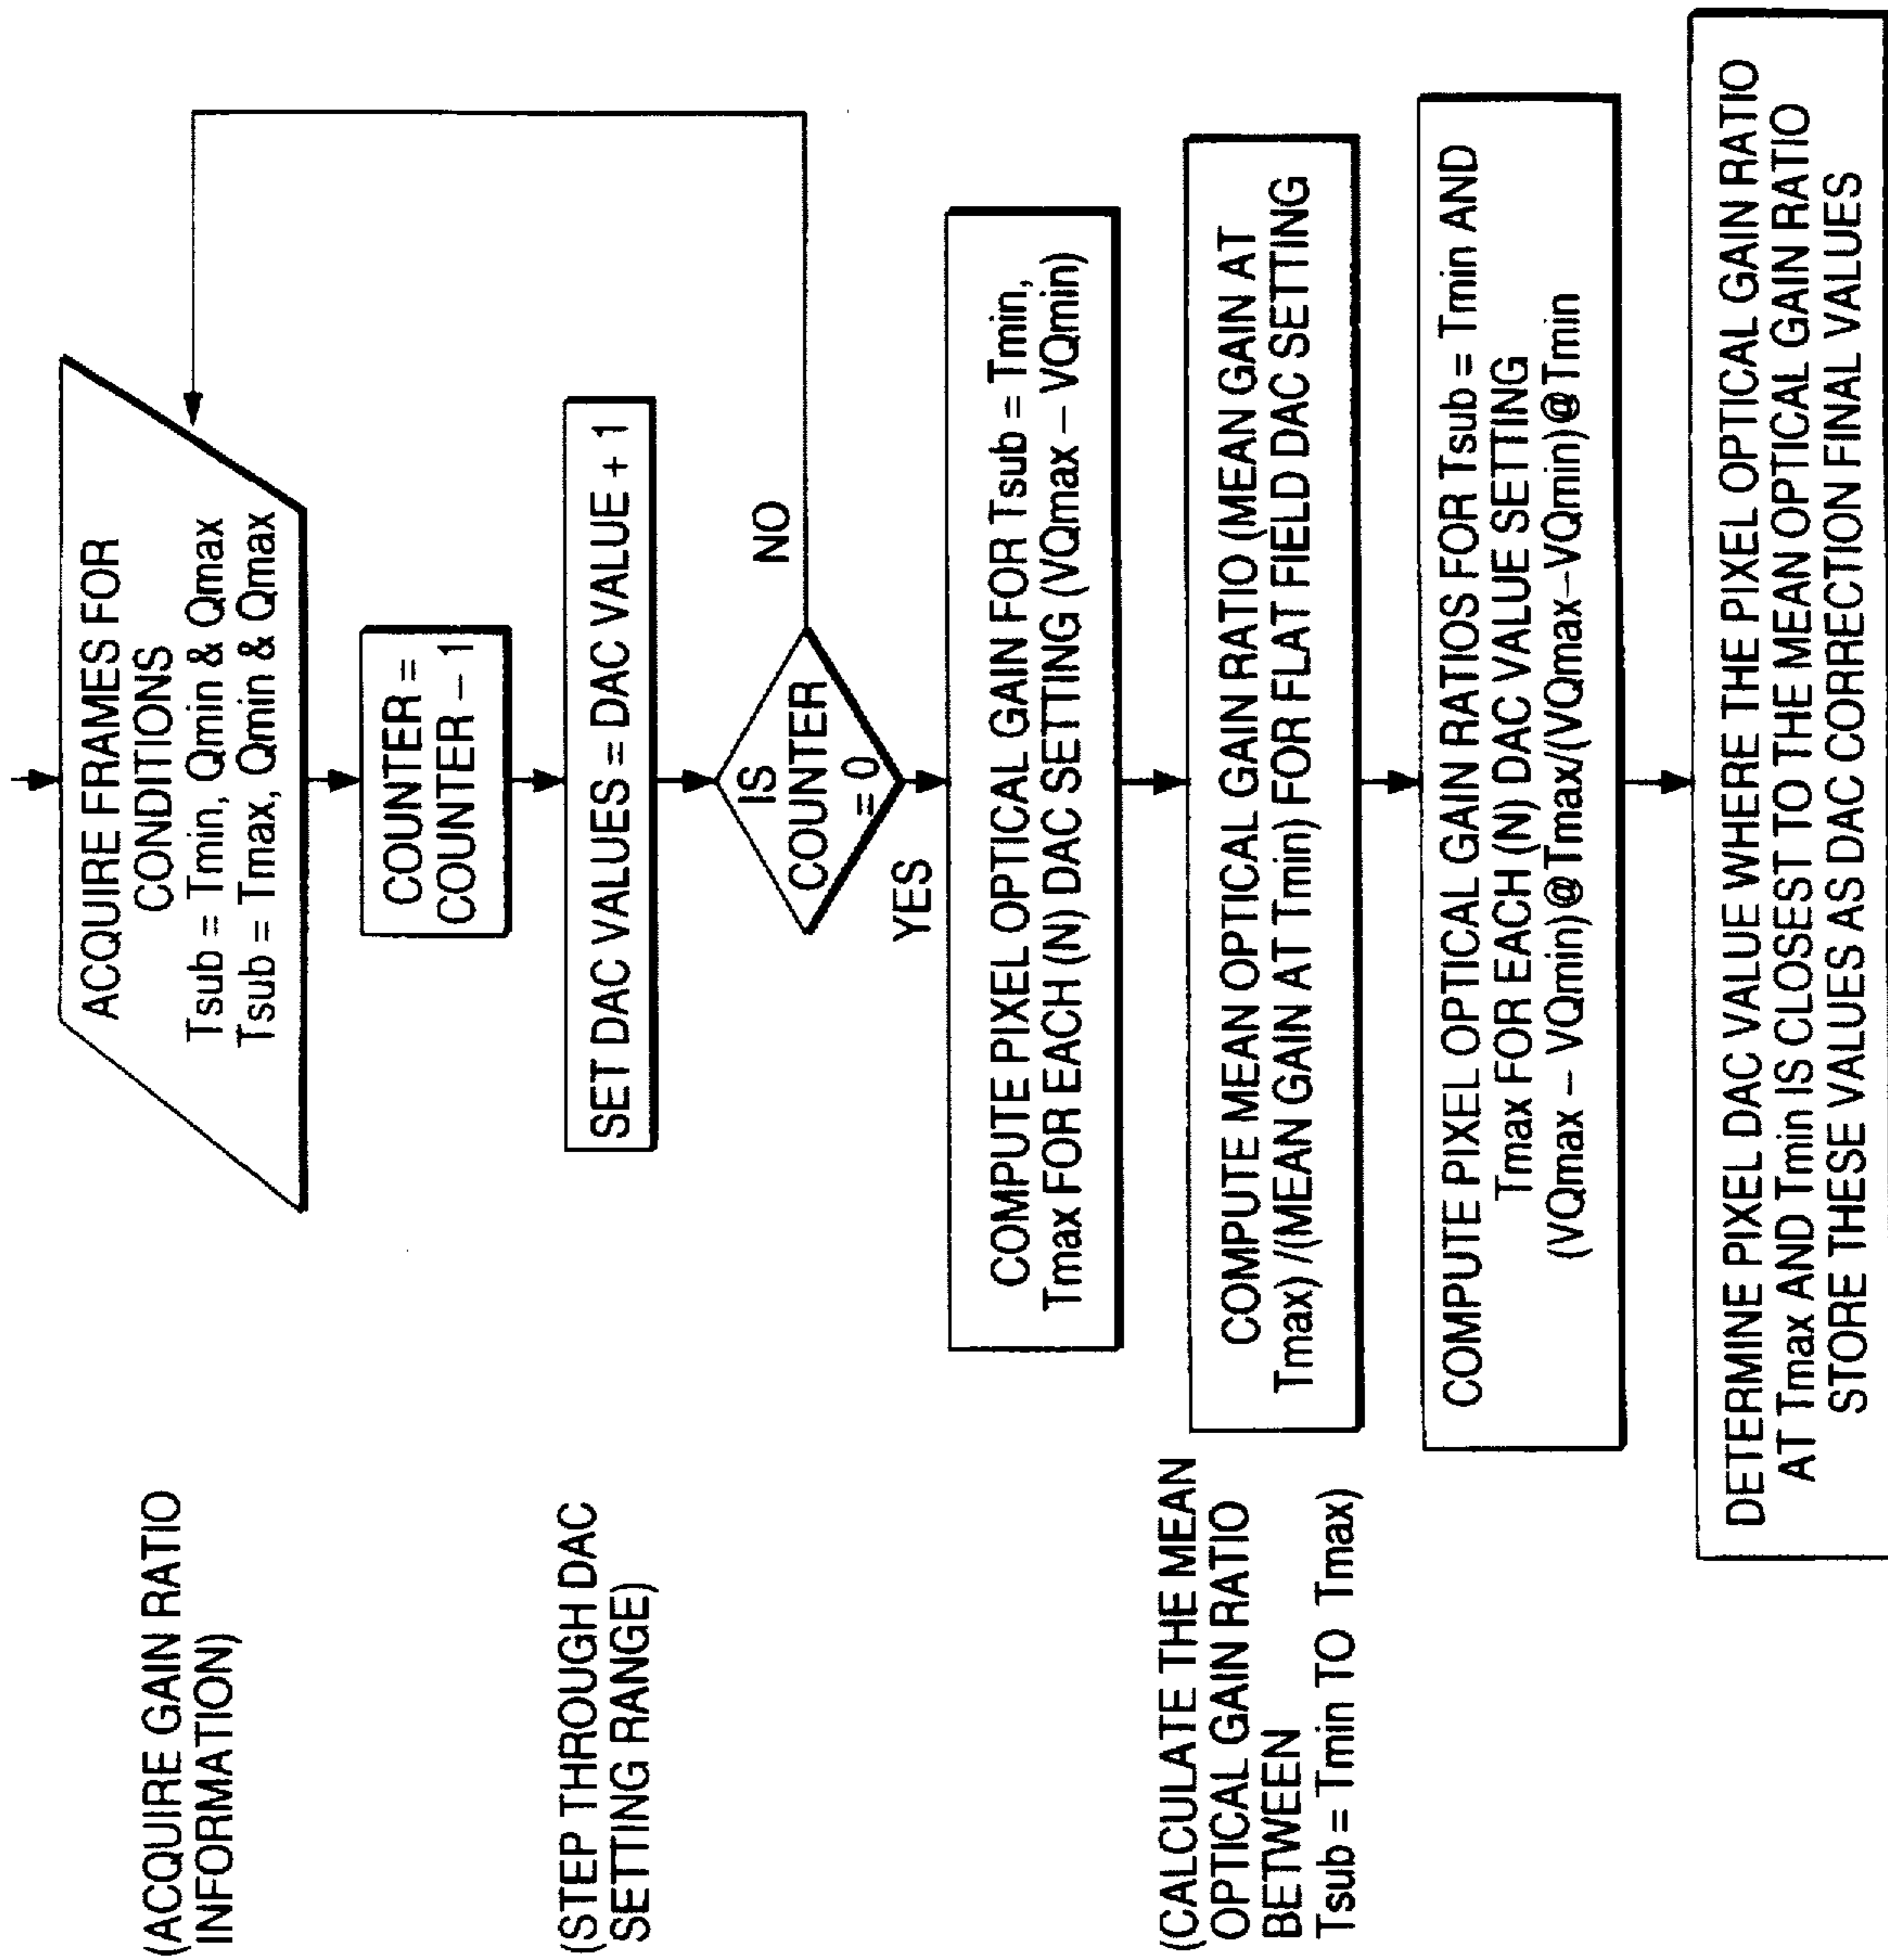 (ACQUIRE GAIN RATIO
INFORMATION)
ACQUIRE FRAMES FOR
CONDITIONS
Tsub = Tmin, Qmin & Qmax
Tsub = Tmax, Qmin & Qmax
COUNTER =
COUNTER – 1
(STEP THROUGH DAC
SETTING RANGE)
SET DAC VALUES = DAC VALUE + 1
IS
COUNTER
= 0
NO
YES
COMPUTE PIXEL OPTICAL GAIN FOR Tsub = Tmin,
Tmax FOR EACH (N) DAC SETTING (VQmax – VQmin)
(CALCULATE THE MEAN
OPTICAL GAIN RATIO
BETWEEN
Tsub = Tmin TO Tmax)
COMPUTE MEAN OPTICAL GAIN RATIO (MEAN GAIN AT
Tmax) /(MEAN GAIN AT Tmin) FOR FLAT FIELD DAC SETTING
COMPUTE PIXEL OPTICAL GAIN RATIOS FOR Tsub = Tmin AND
Tmax FOR EACH (N) DAC VALUE SETTING
(VQmax – VQmin)@Tmax/(VQmax–VQmin)@Tmin
DETERMINE PIXEL DAC VALUE WHERE THE PIXEL OPTICAL GAIN RATIO
AT Tmax AND Tmin IS CLOSEST TO THE MEAN OPTICAL GAIN RATIO
STORE THESE VALUES AS DAC CORRECTION FINAL VALUES